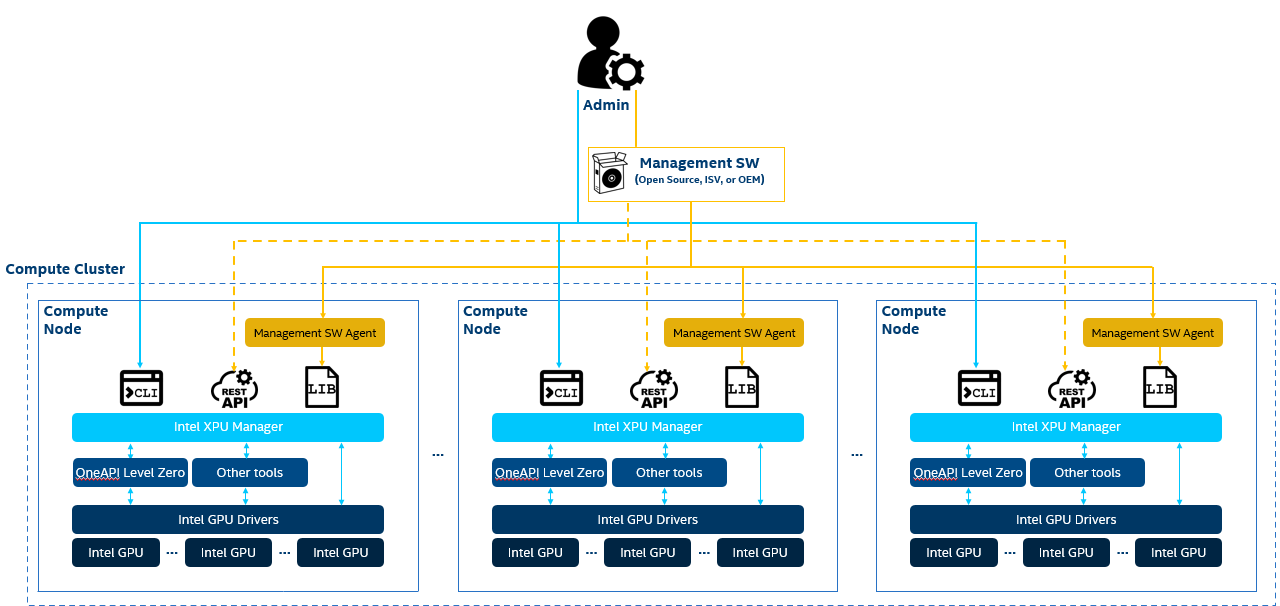 Admin
Management SW
(Open Source, ISV, or OEM)
Compute Cluster
Compute
Node
Management SW Agent
CLI
REST
API
LIB
Intel XPU Manager
OneAPI Level Zero
Other tools
Intel GPU Drivers
Intel GPU
...
Intel GPU
...
Intel GPU
...
Compute
Node
Management SW Agent
CLI
REST
API
LIB
Intel XPU Manager
OneAPI Level Zero
Other tools
Intel GPU Drivers
Intel GPU
...
Intel GPU
...
Intel GPU
...
Compute
Node
Management SW Agent
CLI
REST
API
LIB
Intel XPU Manager
OneAPI Level Zero
Other tools
Intel GPU Drivers
Intel GPU
...
Intel GPU
...
Intel GPU